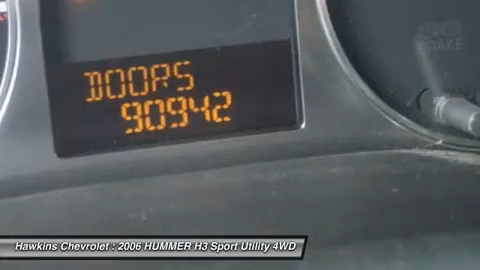 BRAKE
DOORS
90942
Hawkins Chevrolet : 2006 HUMMER H3 Sport Utility 4WD